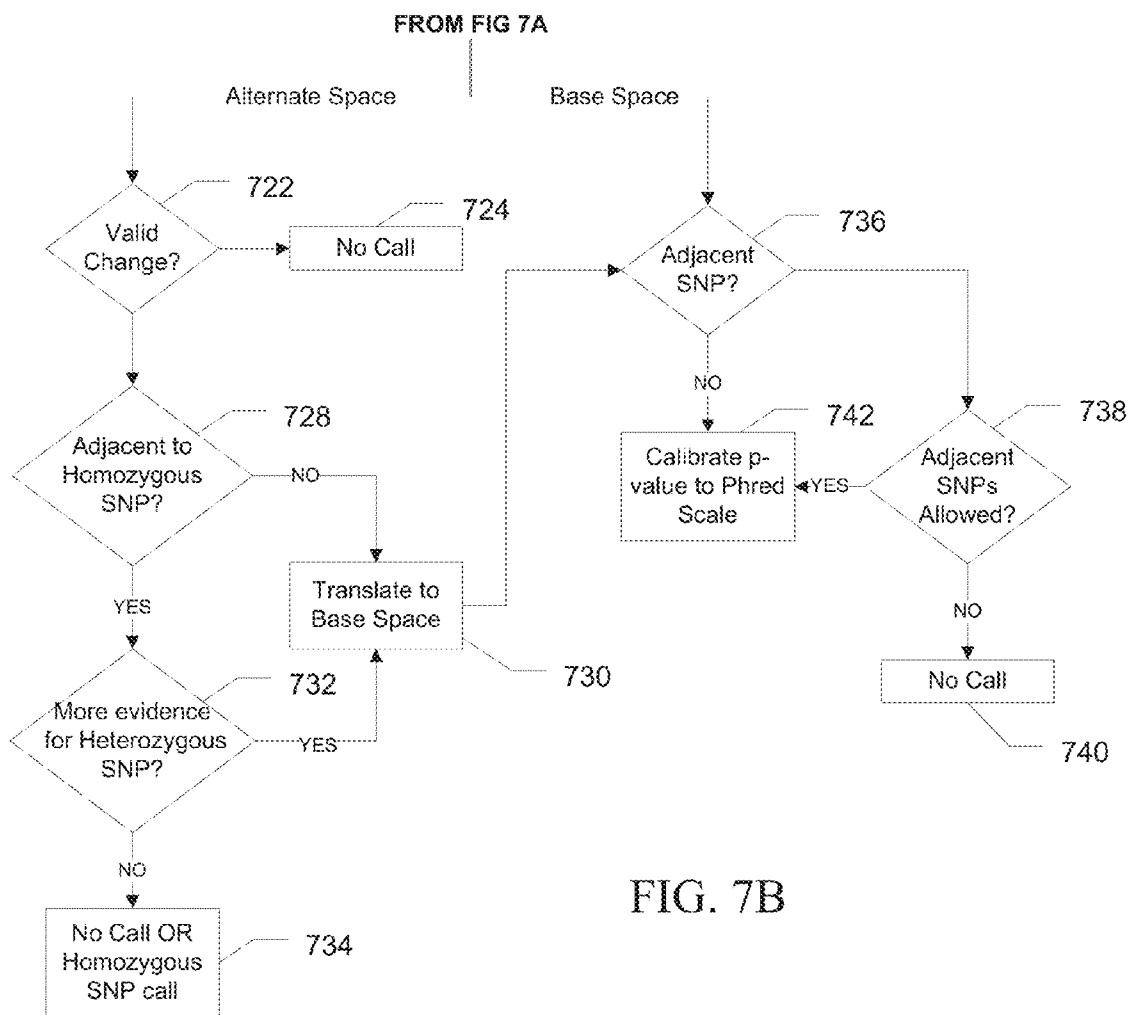 FROM FIG 7A
Alternate Space
Base Space
722
Valid
Change?
724
No Call
736
Adjacent
SNP?
728
Adjacent to
Homozygous
SNP?
NO
NO
742
Calibrate p-
value to Phred
Scale
YES
738
Adjacent
SNPs
Allowed?
YES
Translate to
Base Space
730
NO
No Call
740
732
More evidence
for Heterozygous
SNP?
YES
NO
No Call OR
Homozygous
SNP call
734
FIG. 7B